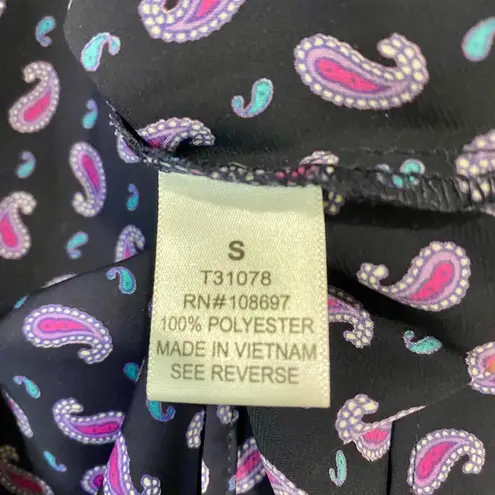 S
T31078
RN#108697
100% POLYESTER
MADE IN VIETNAM
SEE REVERSE